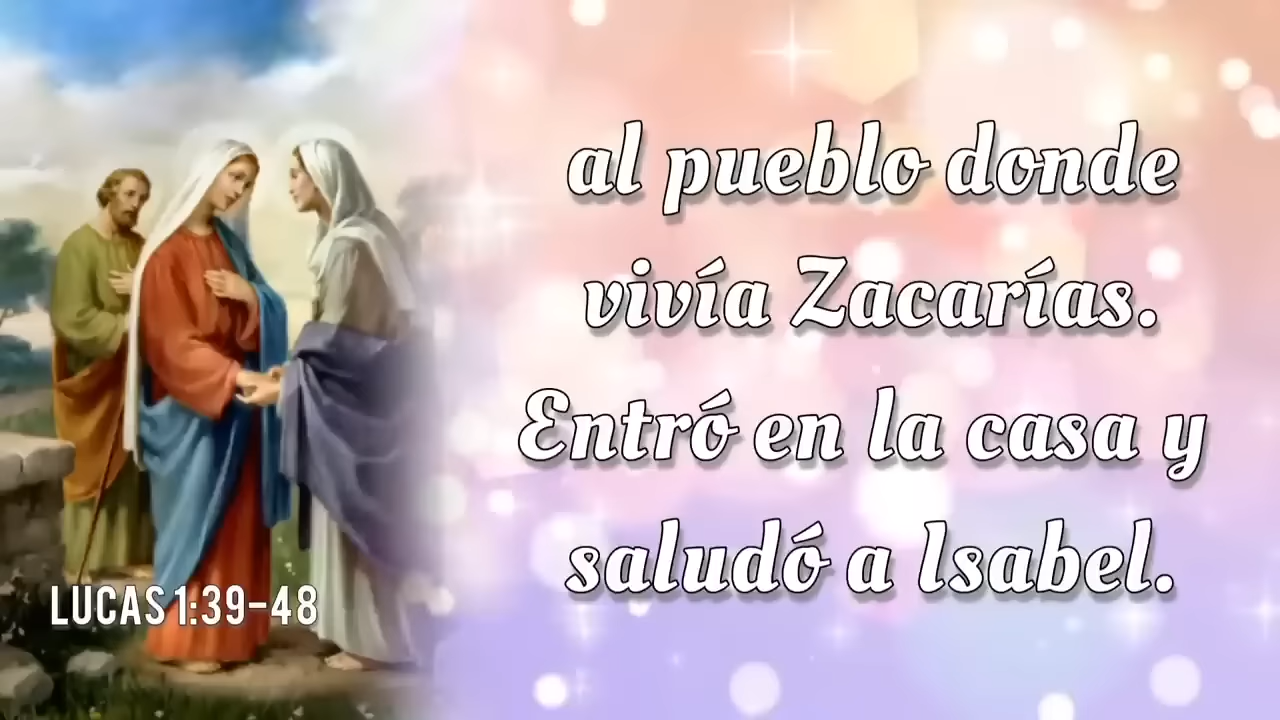 al pueblo donde
vivía Zacarías.
Entró en la casa y
saludó a Isabel.
LUCAS 1:39-48